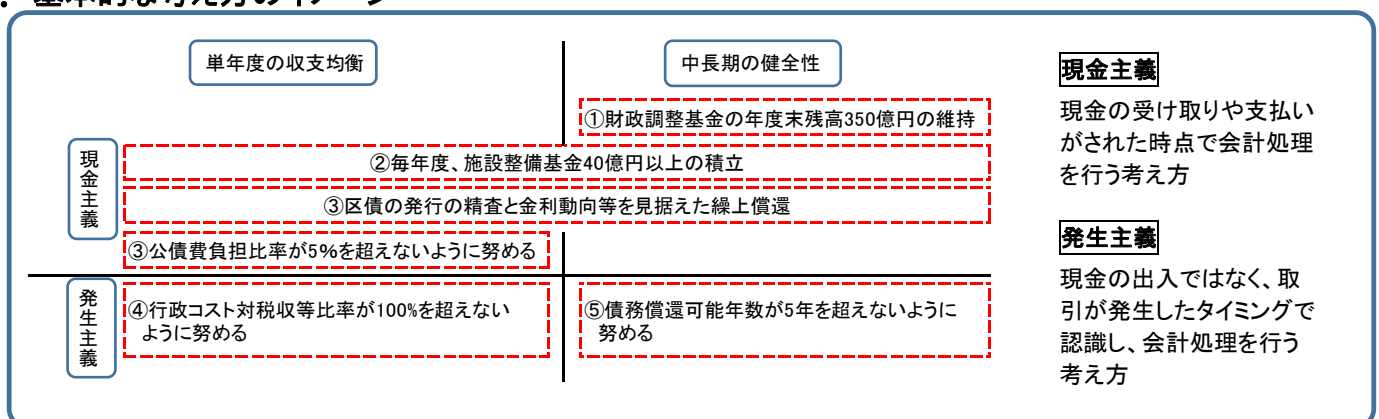 単年度の収支均衡
中長期の健全性
現金主義
①財政調整基金の年度末残高350億円の維持
②毎年度、施設整備基金40億円以上の積立
③区債の発行の精査と金利動向等を見据えた繰上償還
③公債費負担比率が5%を超えないように努める
発生主義
④行政コスト対税収等比率が100%を超えない
ように努める
⑤債務償還可能年数が5年を超えないように
努める
現金主義
現金の受け取りや支払い
がされた時点で会計処理
を行う考え方
発生主義
現金の出入ではなく、取
引が発生したタイミングで
認識し、会計処理を行う
考え方